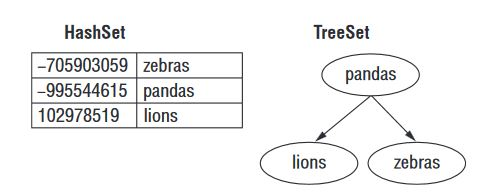 HashSet
TreeSet
–705903059 zebras
–995544615 pandas
102978519 lions
pandas
lions
zebras